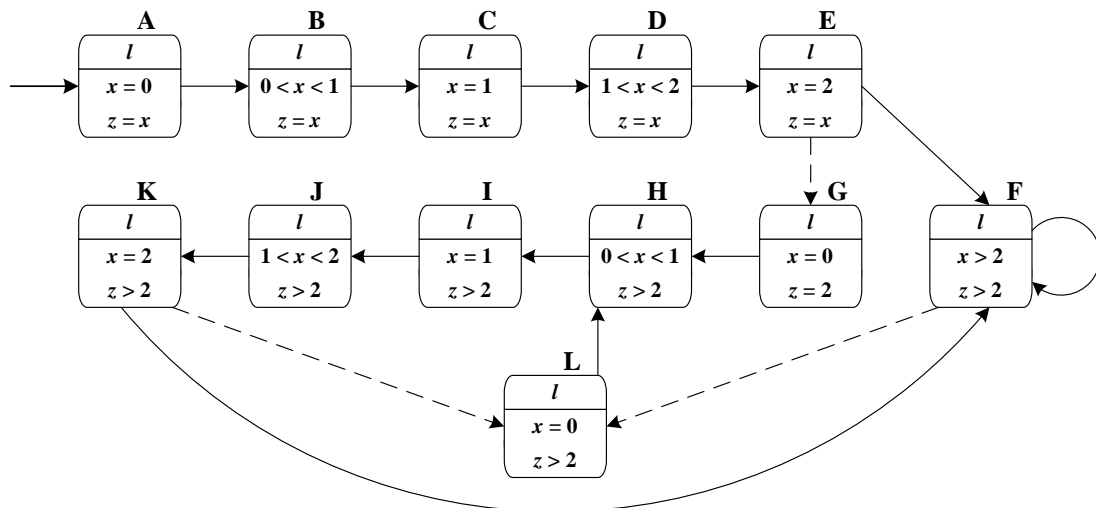 A B C D E
l l l l l
x = 0 0 < x < 1 x = 1 1 < x < 2 x = 2
z = x z = x z = x z = x z = x
K J I H G F
l l l l l l
x = 2 1 < x < 2 x = 1 0 < x < 1 x = 0 x > 2
z > 2 z > 2 z > 2 z > 2 z = 2 z > 2
L
l
x = 0
z > 2